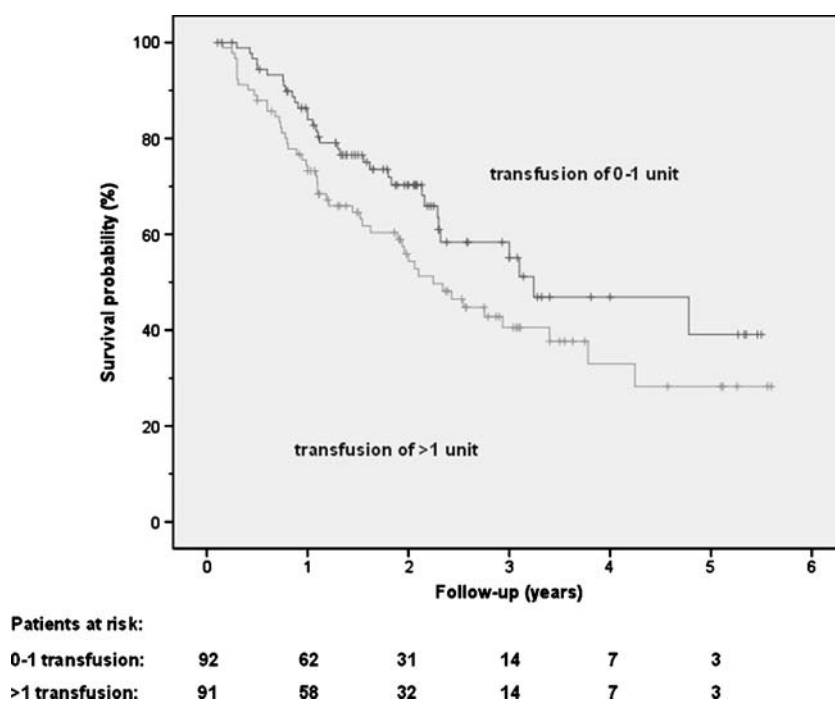 100
80
60
40
20
0
Survival probability (%)
transfusion of 0-1 unit
transfusion of >1 unit
0 1 2 3 4 5 6
Follow-up (years)
Patients at risk:
0-1 transfusion: 92 62 31 14 7 3
>1 transfusion: 91 58 32 14 7 3